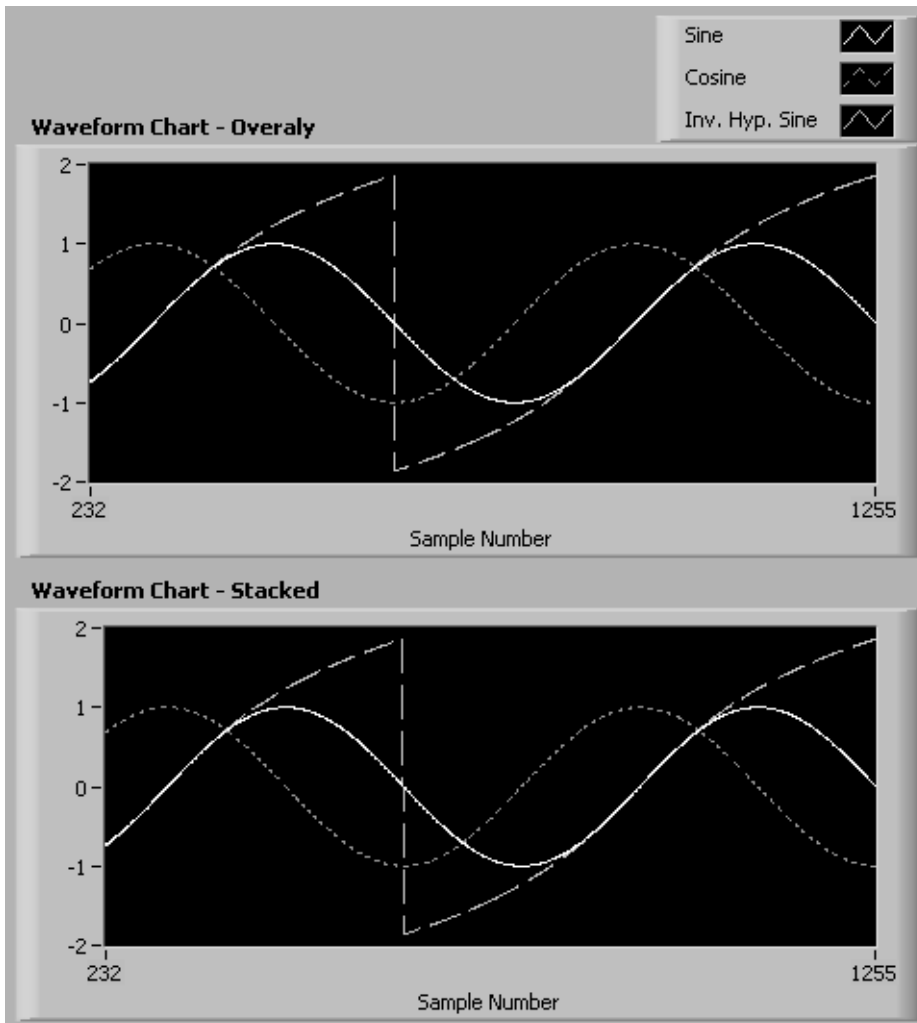 Sine
Cosine
Inv. Hyp. Sine
Waveform Chart - Overaly
2
1
0
-1
-2
232 1255
Sample Number
Waveform Chart - Stacked
2
1
0
-1
-2
232 1255
Sample Number